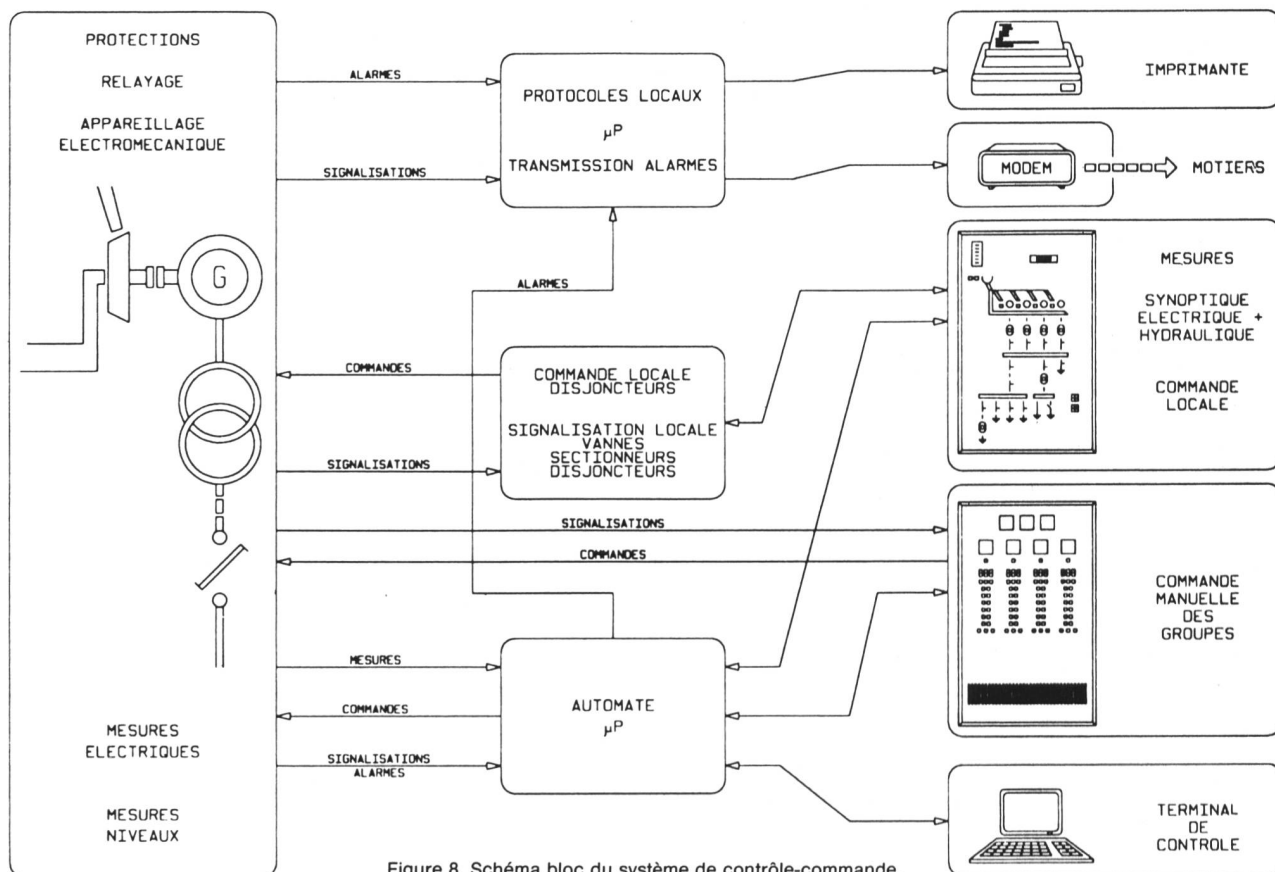 PROTECTIONS
RELAYAGE
APPAREILLAGE
ELECTROMECANIQUE
G
MESURES
ELECTRIQUES
MESURES
NIVEAUX
ALARMES
SIGNALISATIONS
PROTOCOLES LOCAUX
µP
TRANSMISSION ALARMES
ALARMES
COMMANDES
SIGNALISATIONS
COMMANDE LOCALE
DISJONCTEURS
SIGNALISATION LOCALE
VANNES
SECTIONNEURS
DISJONCTEURS
SIGNALISATIONS
COMMANDES
MESURES
COMMANDES
SIGNALISATIONS
ALARMES
AUTOMATE
µP
IMPRIMANTE
MODEM
MOTIERS
MESURES
SYNOPTIQUE
ELECTRIQUE +
HYDRAULIQUE
COMMANDE
LOCALE
COMMANDE
MANUELLE
DES
GROUPES
TERMINAL
DE
CONTROLE
Figure 8. Schéma bloc du système de contrôle-commande